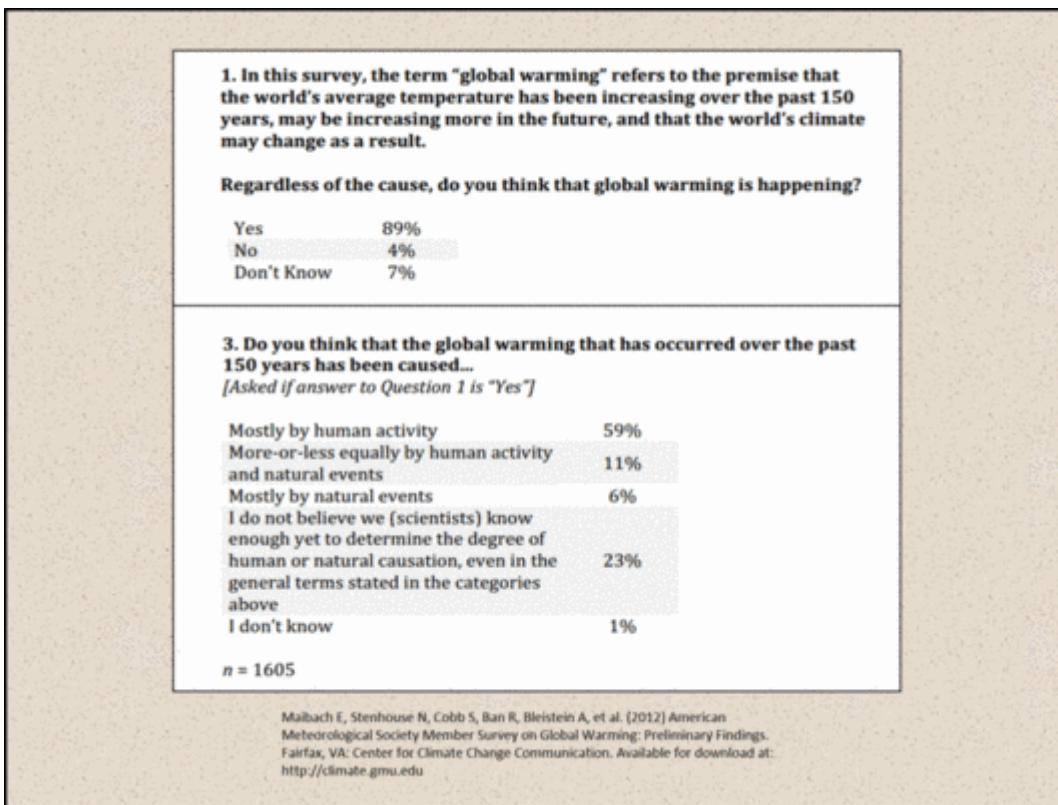 1. In this survey, the term "global warming" refers to the premise that
the world's average temperature has been increasing over the past 150
years, may be increasing more in the future, and that the world's climate
may change as a result.
Regardless of the cause, do you think that global warming is happening?
Yes 89%
No 4%
Don't Know 7%
3. Do you think that the global warming that has occurred over the past
150 years has been caused...
[Asked if answer to Question 1 is "Yes"]
Mostly by human activity 59%
More-or-less equally by human activity
and natural events 11%
Mostly by natural events 6%
I do not believe we (scientists) know
enough yet to determine the degree of
human or natural causation, even in the 23%
general terms stated in the categories
above
I don't know 1%
n = 1605
Maibach E, Stenhouse N, Cobb S, Ban R, Bleistein A, et al. (2012) American
Meteorological Society Member Survey on Global Warming: Preliminary Findings.
Fairfax, VA: Center for Climate Change Communication. Available for download at:
http://climate.gmu.edu